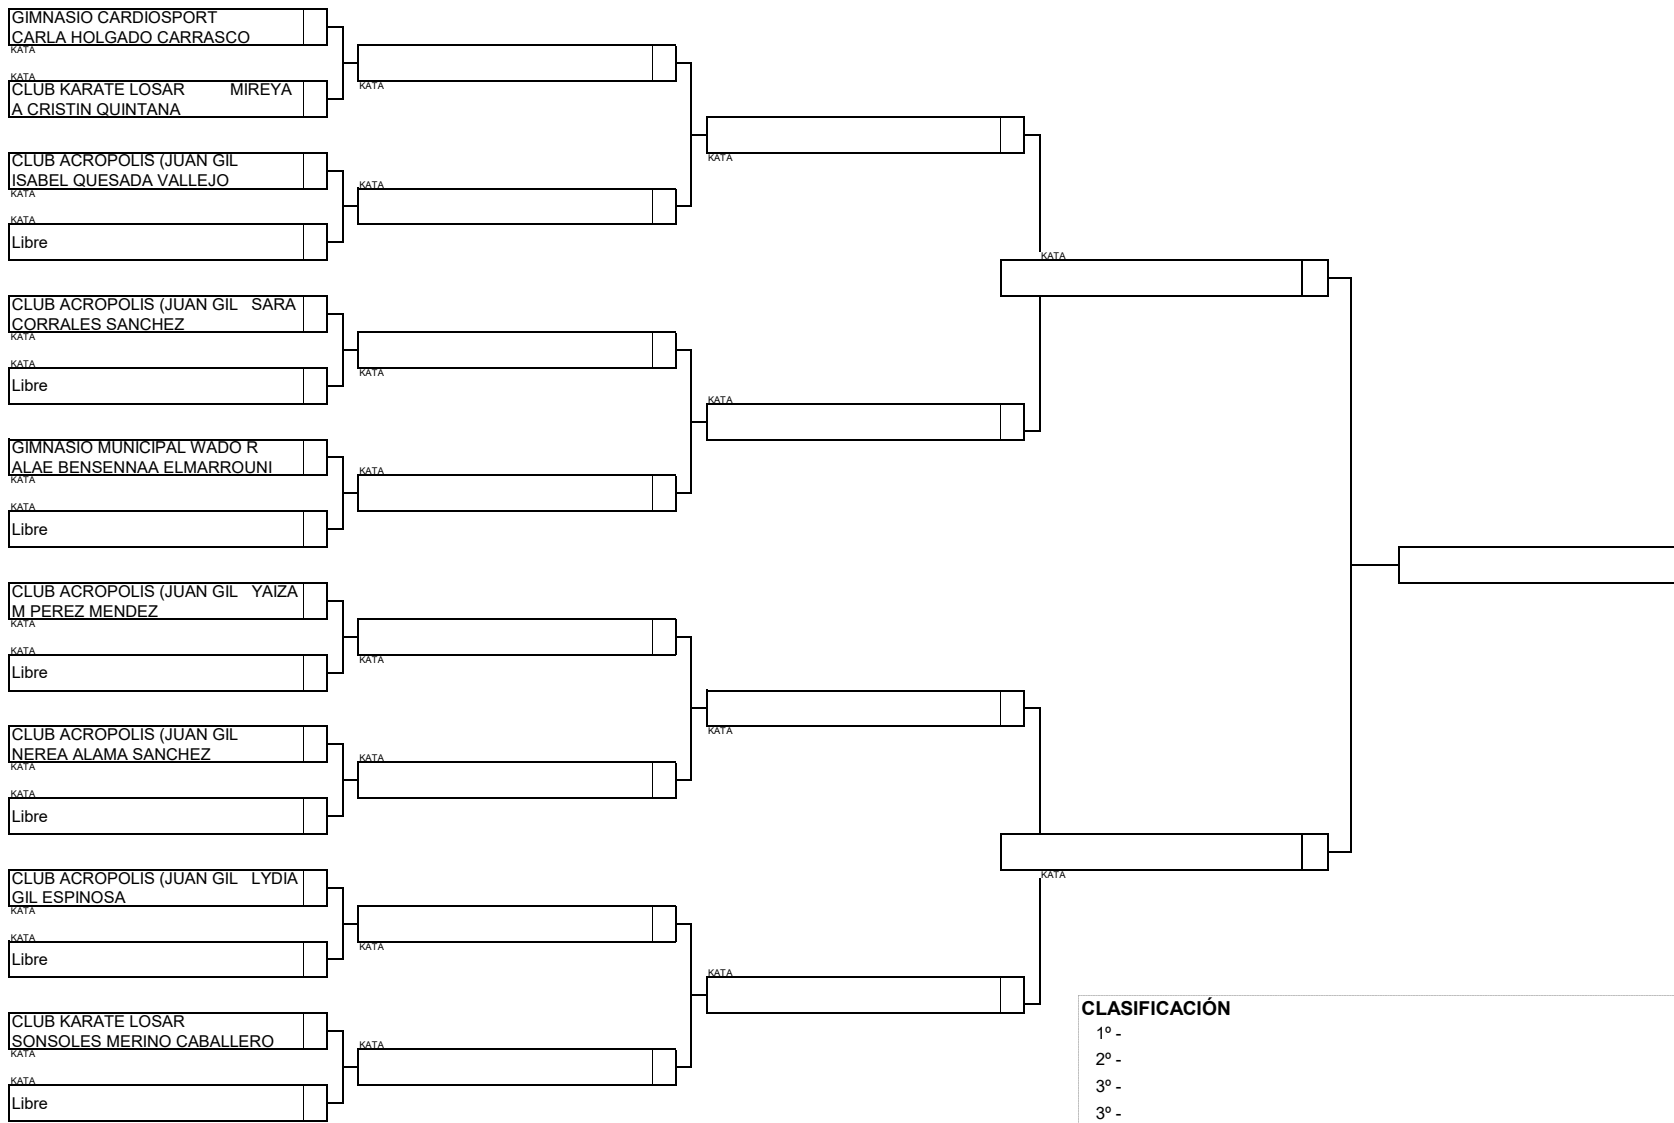 GIMNASIO CARDIOSPORT
CARLA HOLGADO CARRASCO
KATA
KATA
CLUB KARATE LOSAR MIREYA
A CRISTIN QUINTANA
CLUB ACROPOLIS (JUAN GIL
ISABEL QUESADA VALLEJO
KATA
KATA
Libre
CLUB ACROPOLIS (JUAN GIL SARA
CORRALES SANCHEZ
KATA
KATA
Libre
GIMNASIO MUNICIPAL WADO R
ALAE BENSENNAA ELMARROUNI
KATA
KATA
Libre
CLUB ACROPOLIS (JUAN GIL YAIZA
M PEREZ MENDEZ
KATA
KATA
Libre
CLUB ACROPOLIS (JUAN GIL
NEREA ALAMA SANCHEZ
KATA
KATA
Libre
CLUB ACROPOLIS (JUAN GIL LYDIA
GIL ESPINOSA
KATA
KATA
Libre
CLUB KARATE LOSAR
SONSOLES MERINO CABALLERO
KATA
KATA
Libre
KATA
KATA
KATA
KATA
KATA
KATA
KATA
KATA
KATA
KATA
KATA
KATA
KATA
KATA
CLASIFICACIÓN
1º -
2º -
3º -
3º -